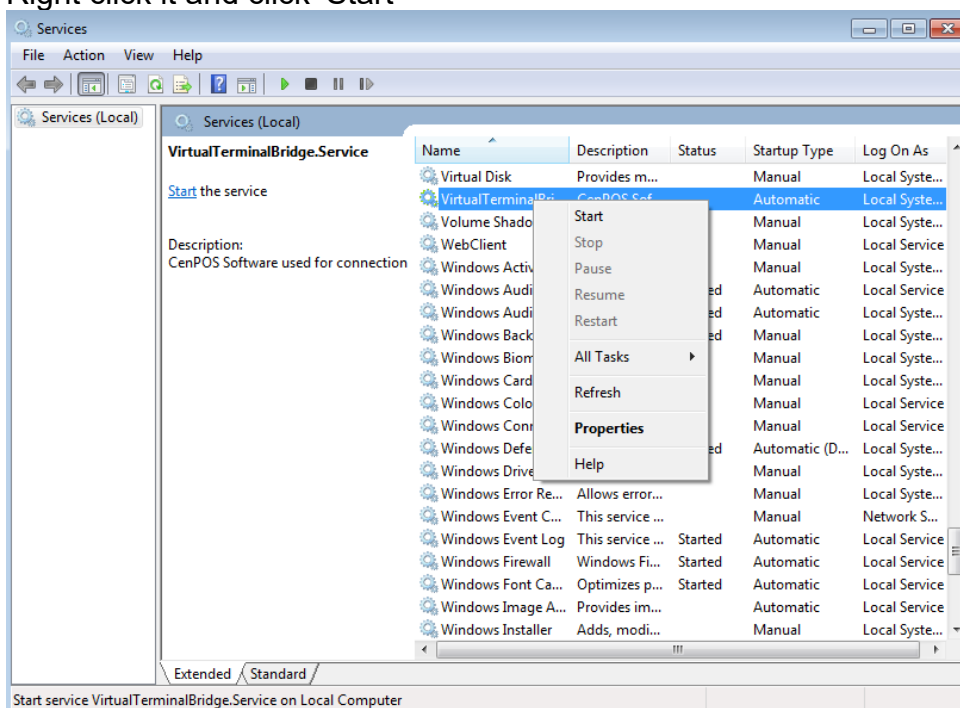 Right click it and click 'Start'
Services
File Action View Help
Services (Local)
Services (Local)
VirtualTerminalBridge.Service
Start the service
Description:
CenPOS Software used for connection
Name Description Status Startup Type Log On As
Virtual Disk Provides m... Manual Local Syste...
VirtualTerminalBri... CenPOS Sof... Automatic Local Syste...
Volume Shado Manual Local Syste...
WebClient Manual Local Service
Windows Activ Manual Local Syste...
Windows Audi ed Automatic Local Service
Windows Audi ed Automatic Local Syste...
Windows Back ed Manual Local Syste...
Windows Biom Manual Local Syste...
Windows Card Manual Local Syste...
Windows Colo Manual Local Service
Windows Conn Manual Local Service
Windows Defe ed Automatic (D... Local Syste...
Windows Drive Manual Local Syste...
Windows Error Re... Allows error... Manual Local Syste...
Windows Event C... This service ... Manual Network S...
Windows Event Log This service ... Started Automatic Local Service
Windows Firewall Windows Fi... Started Automatic Local Service
Windows Font Ca... Optimizes p... Started Automatic Local Service
Windows Image A... Provides im... Automatic Local Service
Windows Installer Adds, modi... Manual Local Syste...
Start
Stop
Pause
Resume
Restart
All Tasks
Refresh
Properties
Help
Extended Standard
Start service VirtualTerminalBridge.Service on Local Computer